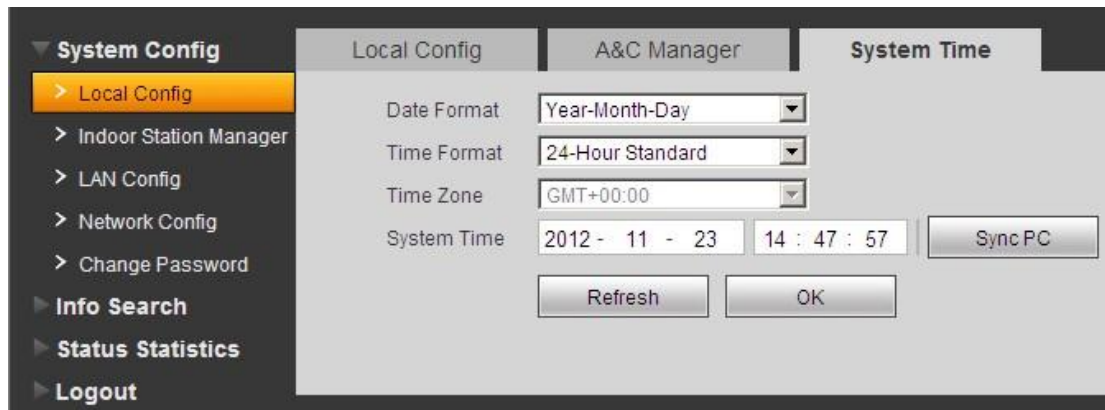 System Config
> Local Config
> Indoor Station Manager
> LAN Config
> Network Config
> Change Password
Info Search
Status Statistics
Logout
Local Config A&C Manager System Time
Date Format Year-Month-Day
Time Format 24-Hour Standard
Time Zone GMT+00:00
System Time 2012 - 11 - 23 14 : 47 : 57 Sync PC
Refresh OK